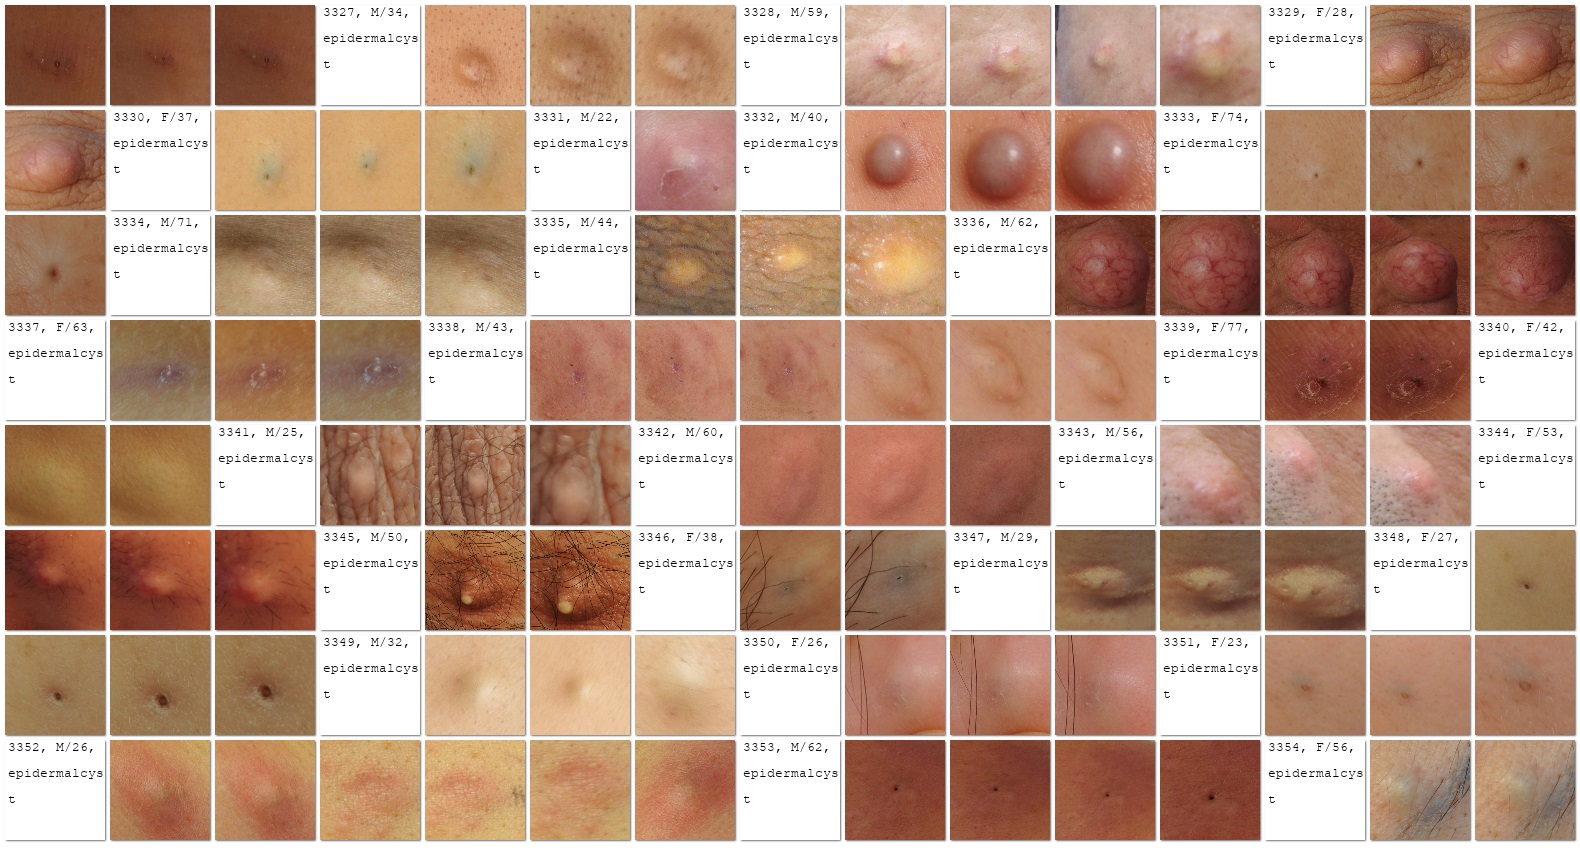 3327, M/34,
epidermalcys
t
3328, M/59,
epidermalcys
t
3329, F/28,
epidermalcys
t
3330, F/37,
epidermalcys
t
3331, M/22,
epidermalcys
t
3332, M/40,
epidermalcys
t
3333, F/74,
epidermalcys
t
3334, M/71,
epidermalcys
t
3335, M/44,
epidermalcys
t
3336, M/62,
epidermalcys
t
3337, F/63,
epidermalcys
t
3338, M/43,
epidermalcys
t
3339, F/77,
epidermalcys
t
3340, F/42,
epidermalcys
t
3341, M/25,
epidermalcys
t
3342, M/60,
epidermalcys
t
3343, M/56,
epidermalcys
t
3344, F/53,
epidermalcys
t
3345, M/50,
epidermalcys
t
3346, F/38,
epidermalcys
t
3347, M/29,
epidermalcys
t
3348, F/27,
epidermalcys
t
3349, M/32,
epidermalcys
t
3350, F/26,
epidermalcys
t
3351, F/23,
epidermalcys
t
3352, M/26,
epidermalcys
t
3353, M/62,
epidermalcys
t
3354, F/56,
epidermalcys
t